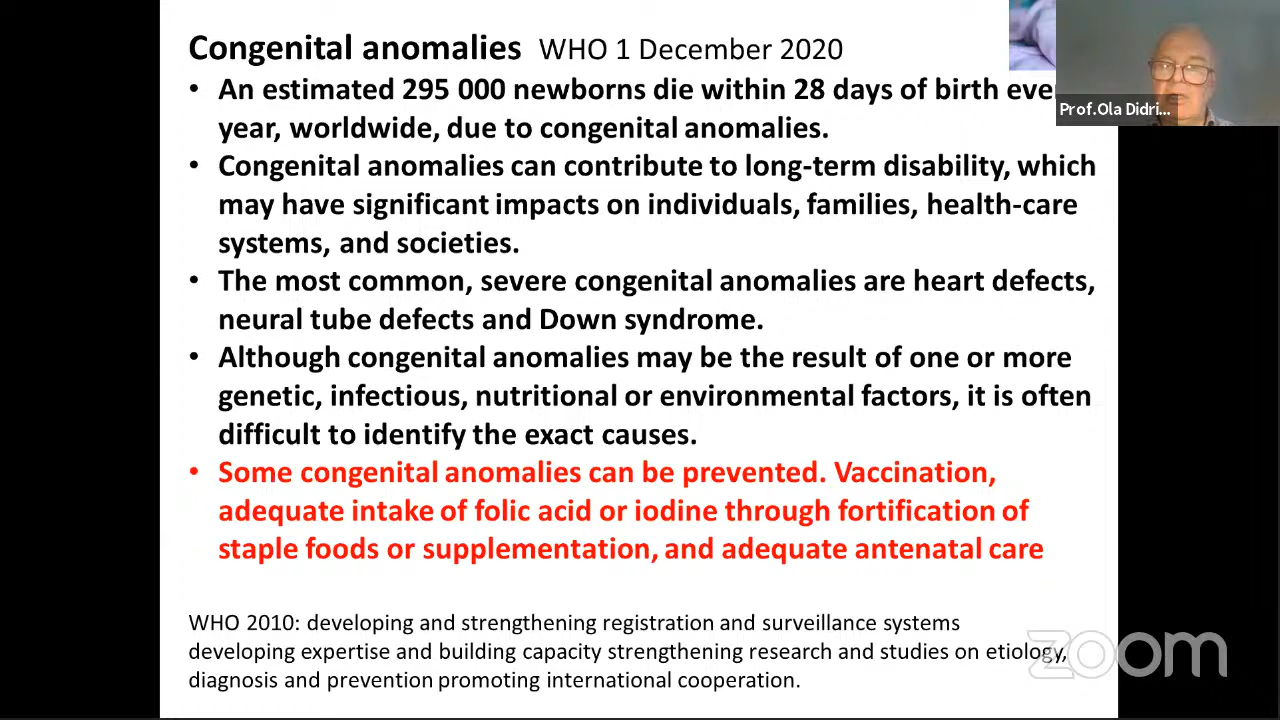 Congenital anomalies WHO 1 December 2020
• An estimated 295 000 newborns die within 28 days of birth
year, worldwide, due to congenital anomalies.
• Congenital anomalies can contribute to long-term disability, which
may have significant impacts on individuals, families, health-care
systems, and societies.
• The most common, severe congenital anomalies are heart defects,
neural tube defects and Down syndrome.
• Although congenital anomalies may be the result of one or more
genetic, infectious, nutritional or environmental factors, it is often
difficult to identify the exact causes.
• Some congenital anomalies can be prevented. Vaccination,
adequate intake of folic acid or iodine through fortification of
staple foods or supplementation, and adequate antenatal care
WHO 2010: developing and strengthening registration and surveillance systems
developing expertise and building capacity strengthening research and studies on etiology,
diagnosis and prevention promoting international cooperation.
Prof.Ola Didri...
zoom